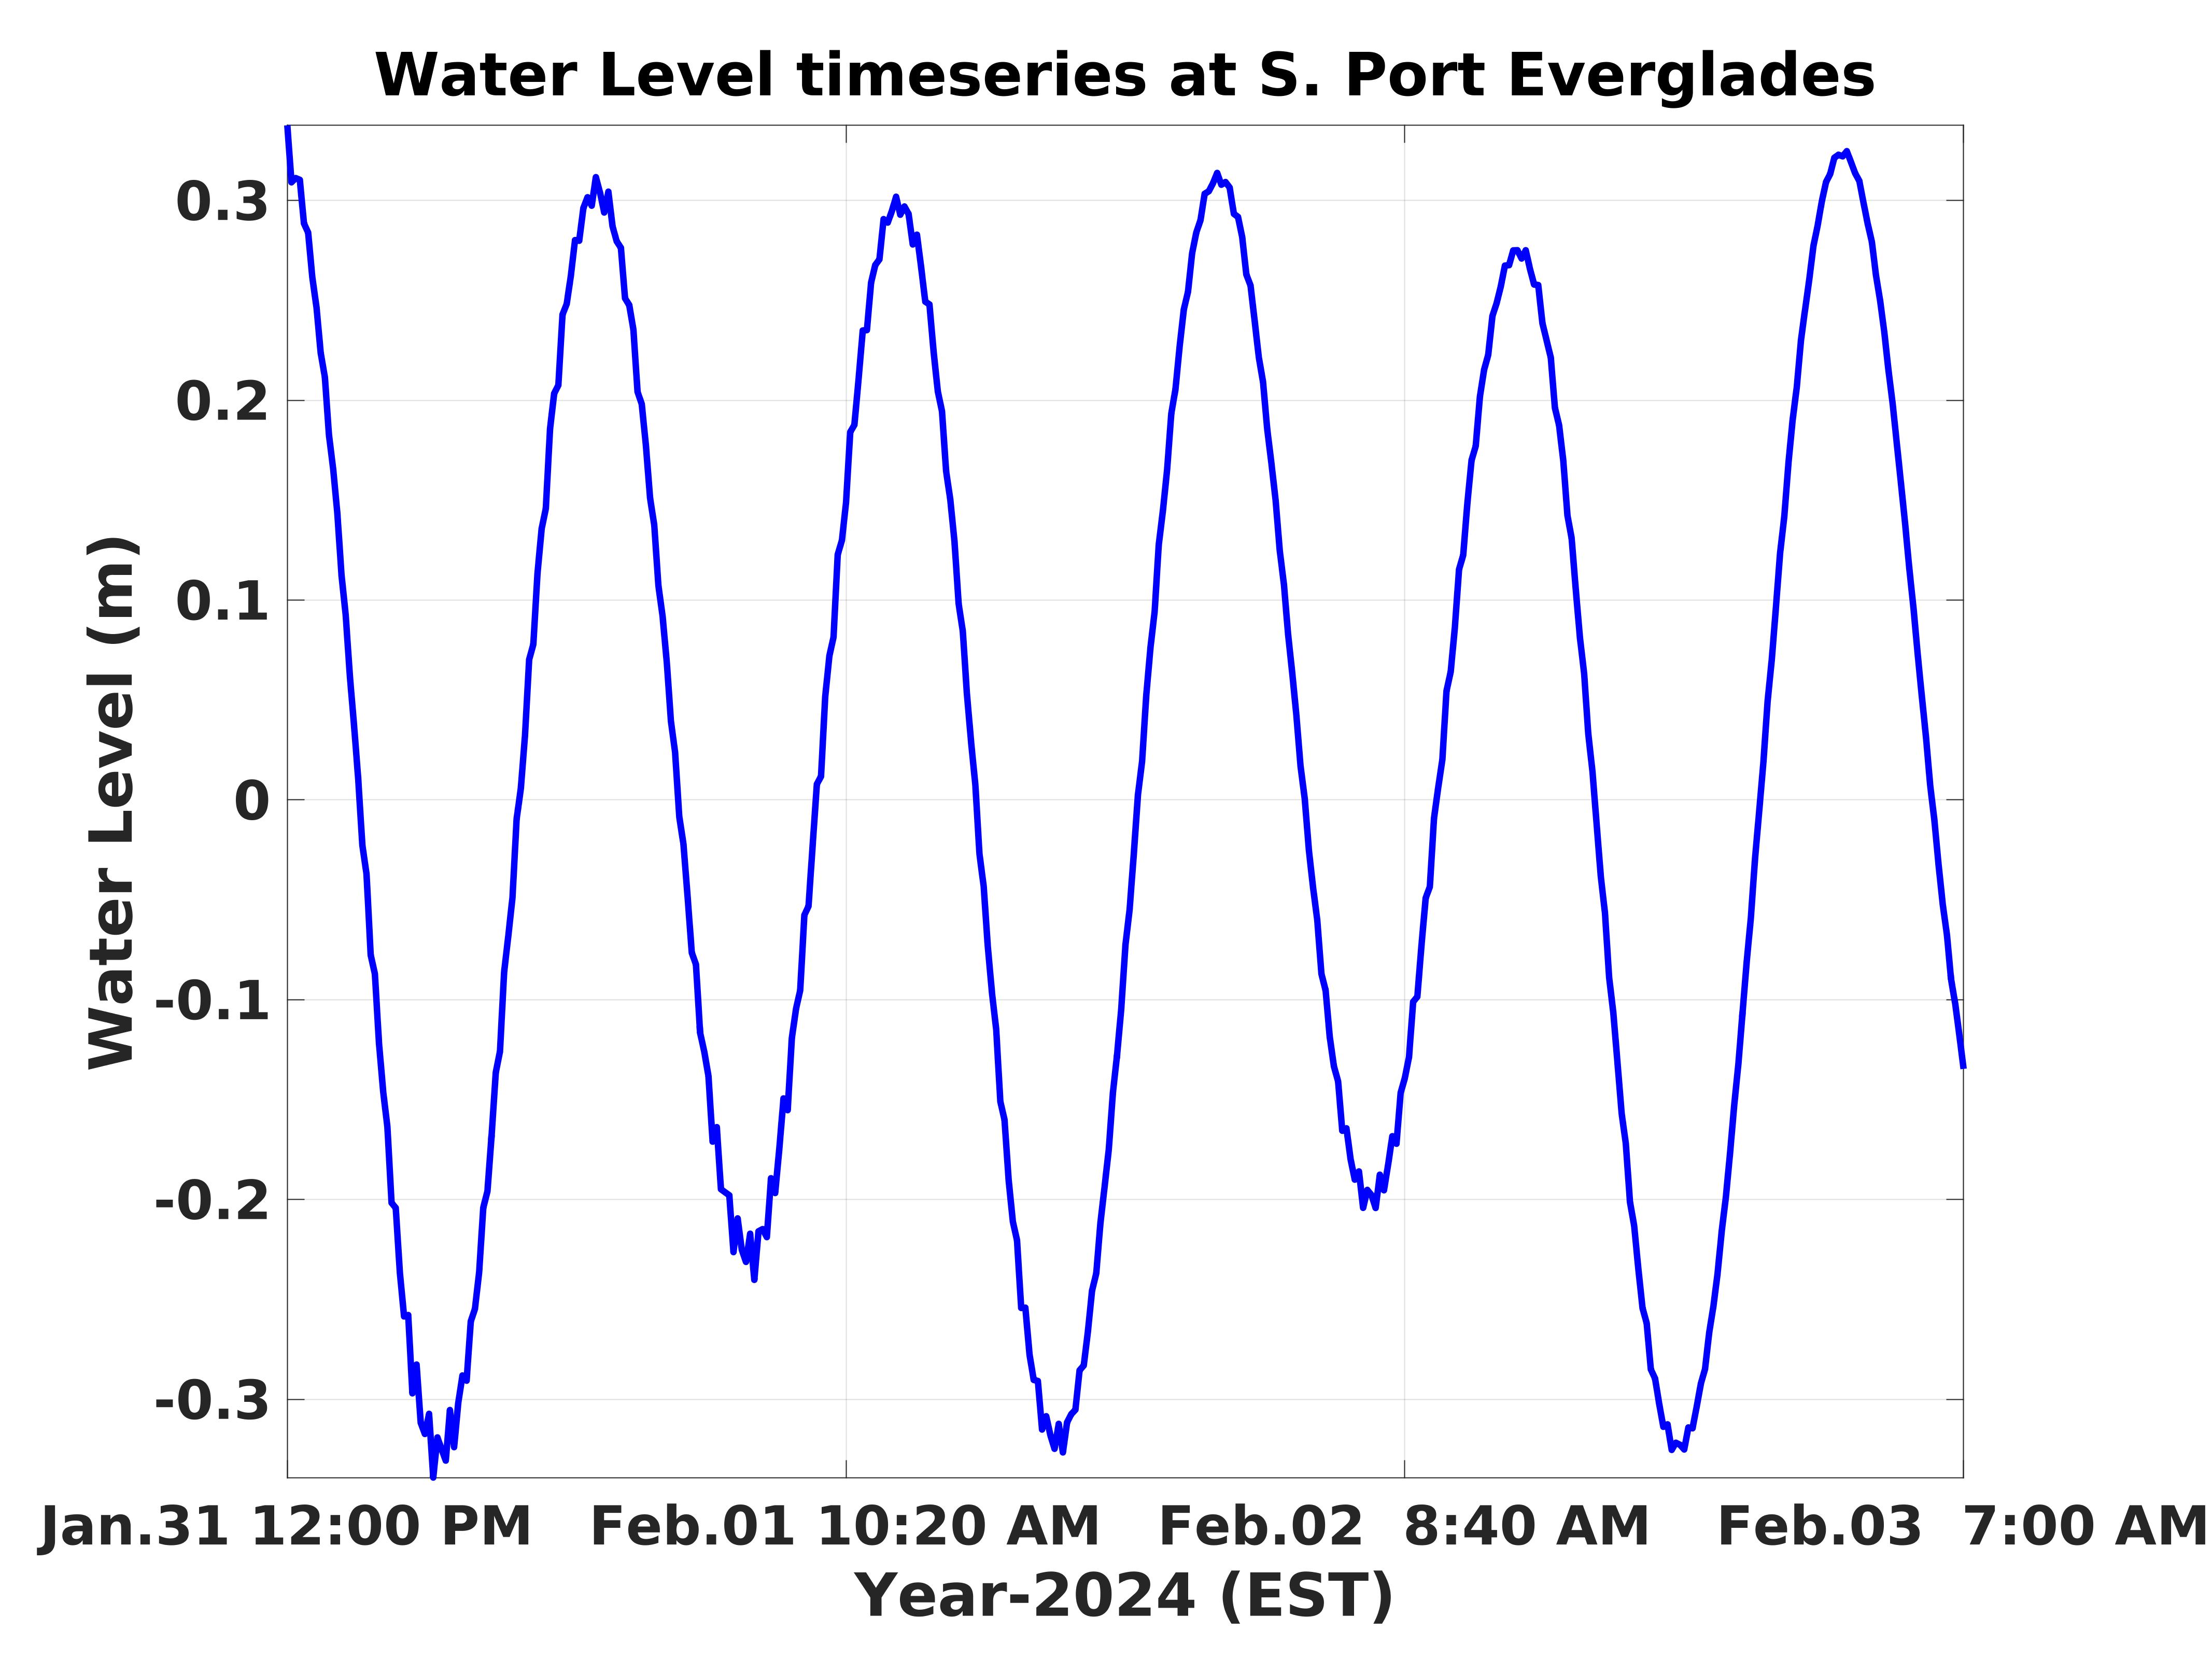 Water Level timeseries at S. Port Everglades
0.3
0.2
0.1
0
-0.1
-0.2
-0.3
Water Level (m)
Jan.31 12:00 PM Feb.01 10:20 AM Feb.02 8:40 AM Feb.03 7:00 AM
Year-2024 (EST)